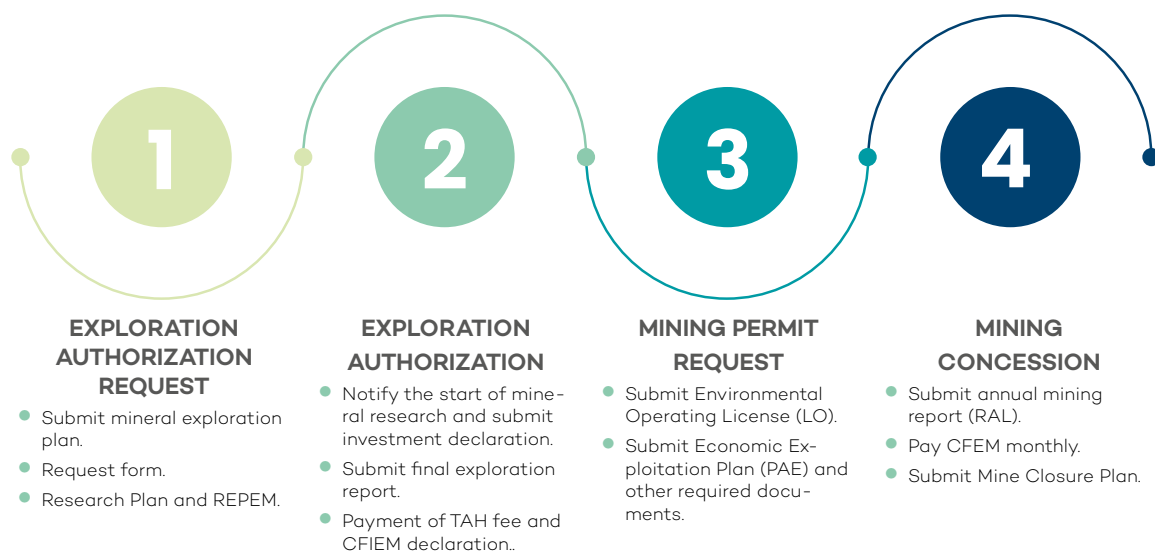 1
EXPLORATION
AUTHORIZATION
REQUEST
Submit mineral exploration
plan.
Request form.
Research Plan and REPEM.
2
EXPLORATION
AUTHORIZATION
Notify the start of mine-
ral research and submit
investment declaration.
Submit final exploration
report.
Payment of TAH fee and
CFIEM declaration..
3
MINING PERMIT
REQUEST
Submit Environmental
Operating License (LO).
Submit Economic Ex-
ploitation Plan (PAE) and
other required docu-
ments.
4
MINING
CONCESSION
Submit annual mining
report (RAL).
Pay CFEM monthly.
Submit Mine Closure Plan.